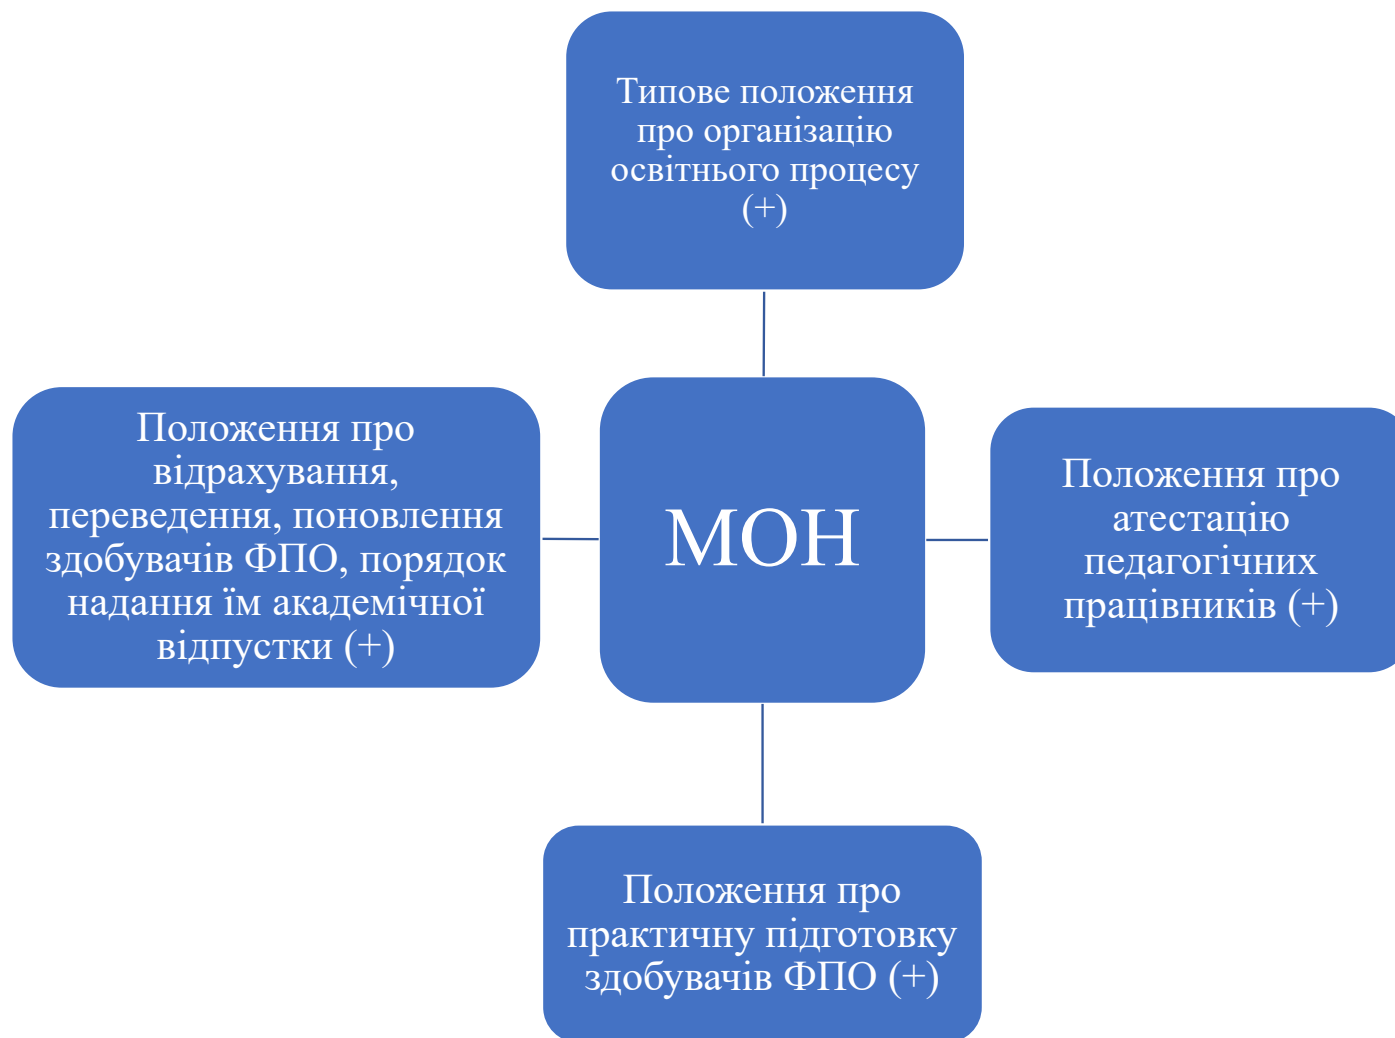 Типове положення
про організацію
освітнього процесу
(+)
Положення про
відрахування,
переведення, поновлення
здобувачів ФПО, порядок
надання їм академічної
відпустки (+)
МОН
Положення про
атестацію
педагогічних
працівників (+)
Положення про
практичну підготовку
здобувачів ФПО (+)